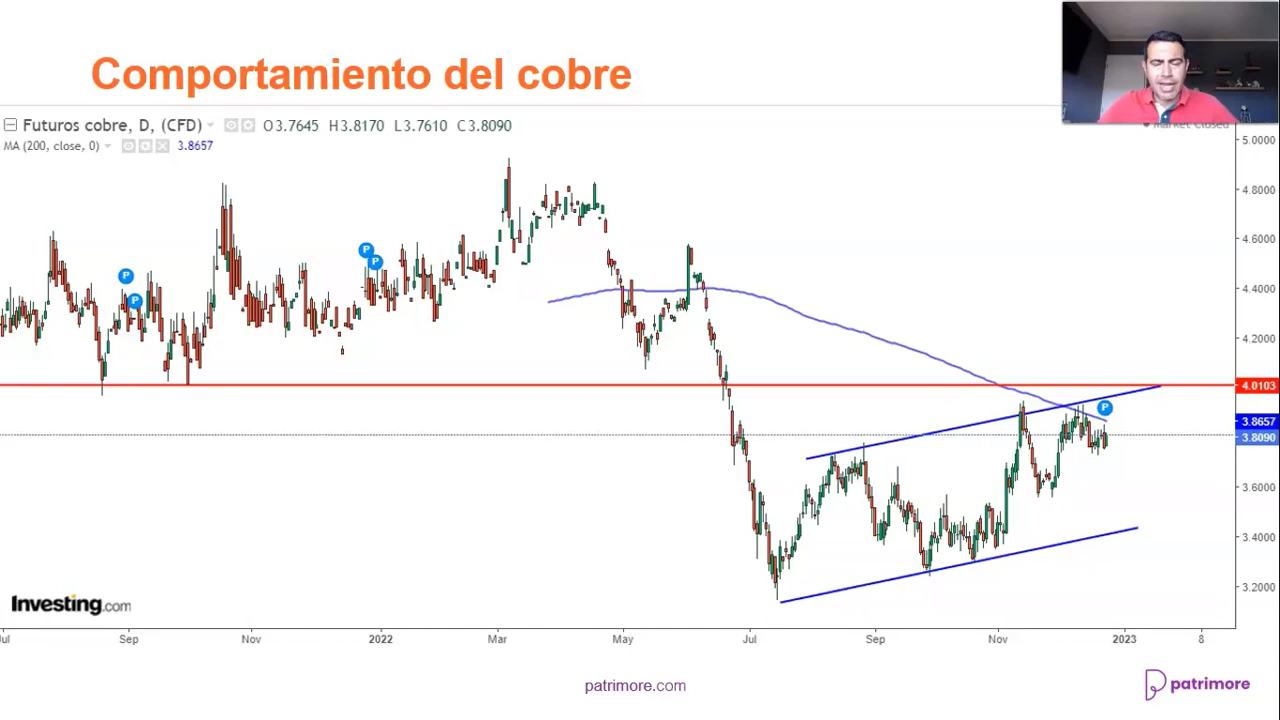 Comportamiento del cobre
Futuros cobre, D, (CFD) O3.7645 H3.8170 L3.7610 C3.8090
Market Closed
MA (200, close, 0) 3.8657
5.0000
4.8000
P
P
4.6000
P
P
4.4000
4.2000
4.0103
P
3.8657
3.8090
3.6000
3.4000
3.2000
Investing.com
Jul Sep Nov 2022 Mar May Jul Sep Nov 2023 8
patrimore.com
patrimore